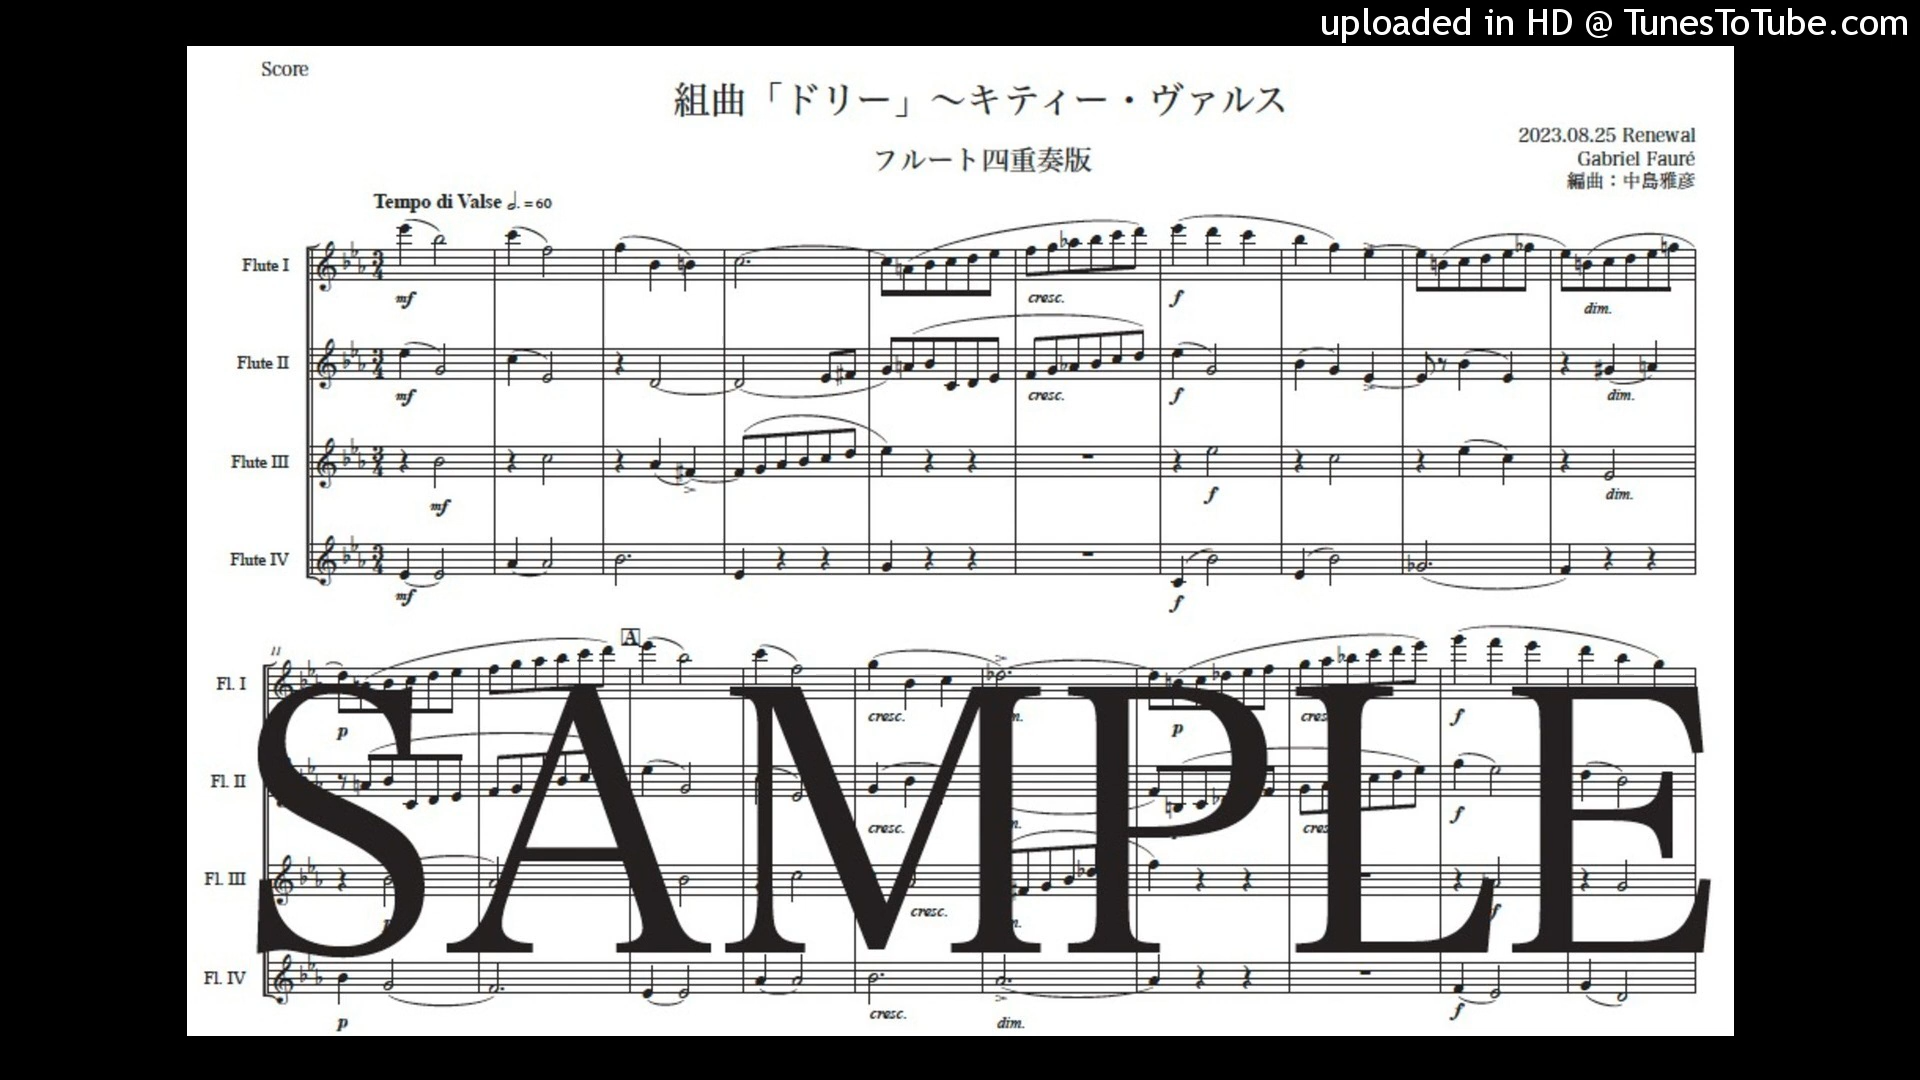 uploaded in HD @ TunesToTube.com
Score
組曲「ドリー」～キティー・ヴァルス
フルート四重奏版
2023.08.25 Renewal
Gabriel Fauré
編曲：中島雅彦
Tempo di Valse 𝅗𝅥. = 60
Flute I
mf cresc. f dim.
Flute II
mf cresc. f dim.
Flute III
mf f dim.
Flute IV
mf f
11
A
Fl. I
p cresc. p f
Fl. II
cresc. f
Fl. III
cresc.
Fl. IV
p cresc. dim. f
SAMPLE